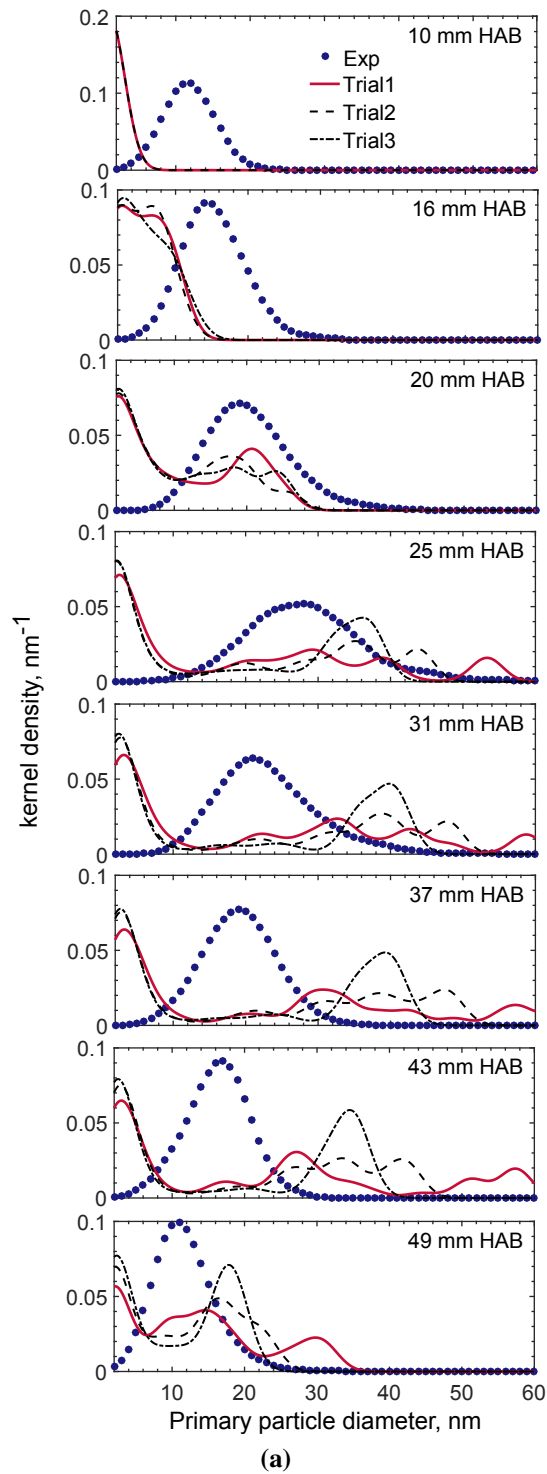 0.2
10 mm HAB
Exp
Trial1
0.1
Trial2
Trial3
0
0.1
16 mm HAB
0.05
0
0.1
20 mm HAB
0.05
0
0.1
25 mm HAB
0.05
0
kernel density, nm-1
0.1
31 mm HAB
0.05
0
0.1
37 mm HAB
0.05
0
0.1
43 mm HAB
0.05
0
0.1
49 mm HAB
0.05
0
10 20 30 40 50 60
Primary particle diameter, nm
(a)